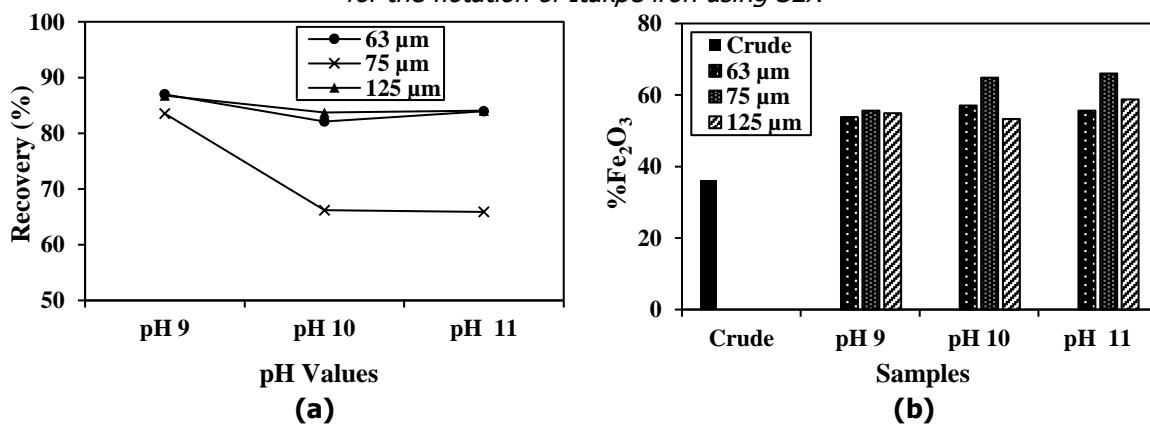 for the flotation of Itakpe iron using SEX
100
90
80
70
60
50
Recovery (%)
63 µm
75 µm
125 µm
pH 9
pH 10
pH 11
pH Values
(a)
80
60
40
20
0
%Fe₂O₃
Crude
63 µm
75 µm
125 µm
Crude
pH 9
pH 10
pH 11
Samples
(b)